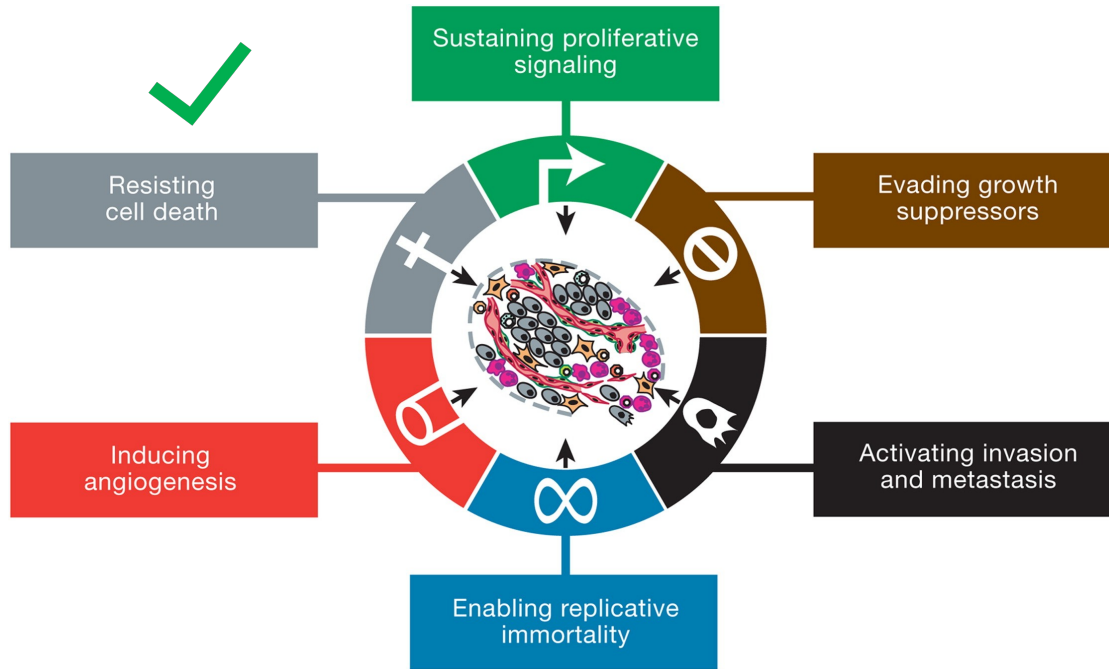 Sustaining proliferative
signaling
Resisting
cell death
Evading growth
suppressors
Inducing
angiogenesis
Activating invasion
and metastasis
Enabling replicative
immortality